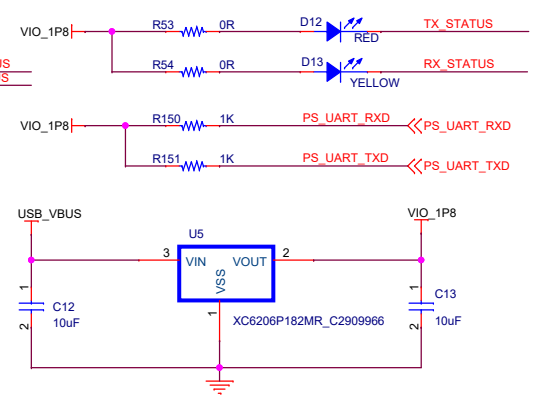 R53 0R D12 TX_STATUS
VIO_1P8
RED
R54 0R D13 RX_STATUS
S
YELLOW
R150 1K PS_UART_RXD
VIO_1P8 PS_UART_RXD
R151 1K PS_UART_TXD
PS_UART_TXD
USB_VBUS VIO_1P8
U5
3 2
VIN VOUT
VSS
1
1 C12 2
10uF
1 C13 2
10uF
XC6206P182MR_C2909966